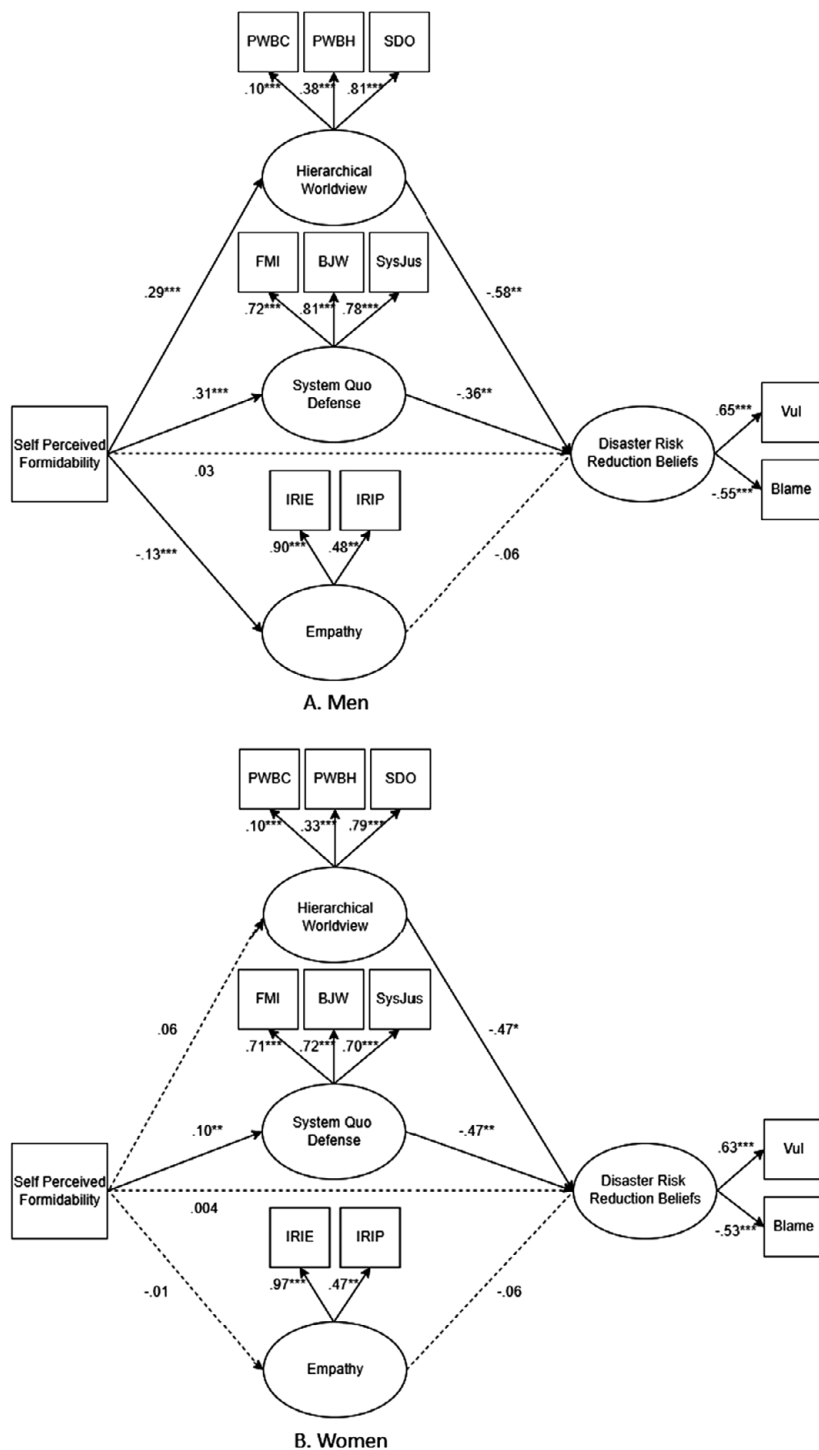 PWBC PWBH SDO
.10*** .38*** .81***
Hierarchical
Worldview
FMI BJW SysJus
.29*** -.58**
.72*** .81*** .78***
System Quo
Defense
.31*** -.36**
Self Perceived
Formidability
.65*** Vul
Disaster Risk
Reduction Beliefs
.03
IRIE IRIP
-.55*** Blame
-.13*** .90*** .48** -.06
Empathy
A. Men
PWBC PWBH SDO
.10*** .33*** .79***
Hierarchical
Worldview
FMI BJW SysJus
.06 -.47*
.71*** .72*** .70***
System Quo
Defense
.10** -.47**
Self Perceived
Formidability
.63*** Vul
Disaster Risk
Reduction Beliefs
.004
IRIE IRIP
-.53*** Blame
-.01 .97*** .47** -.06
Empathy
B. Women